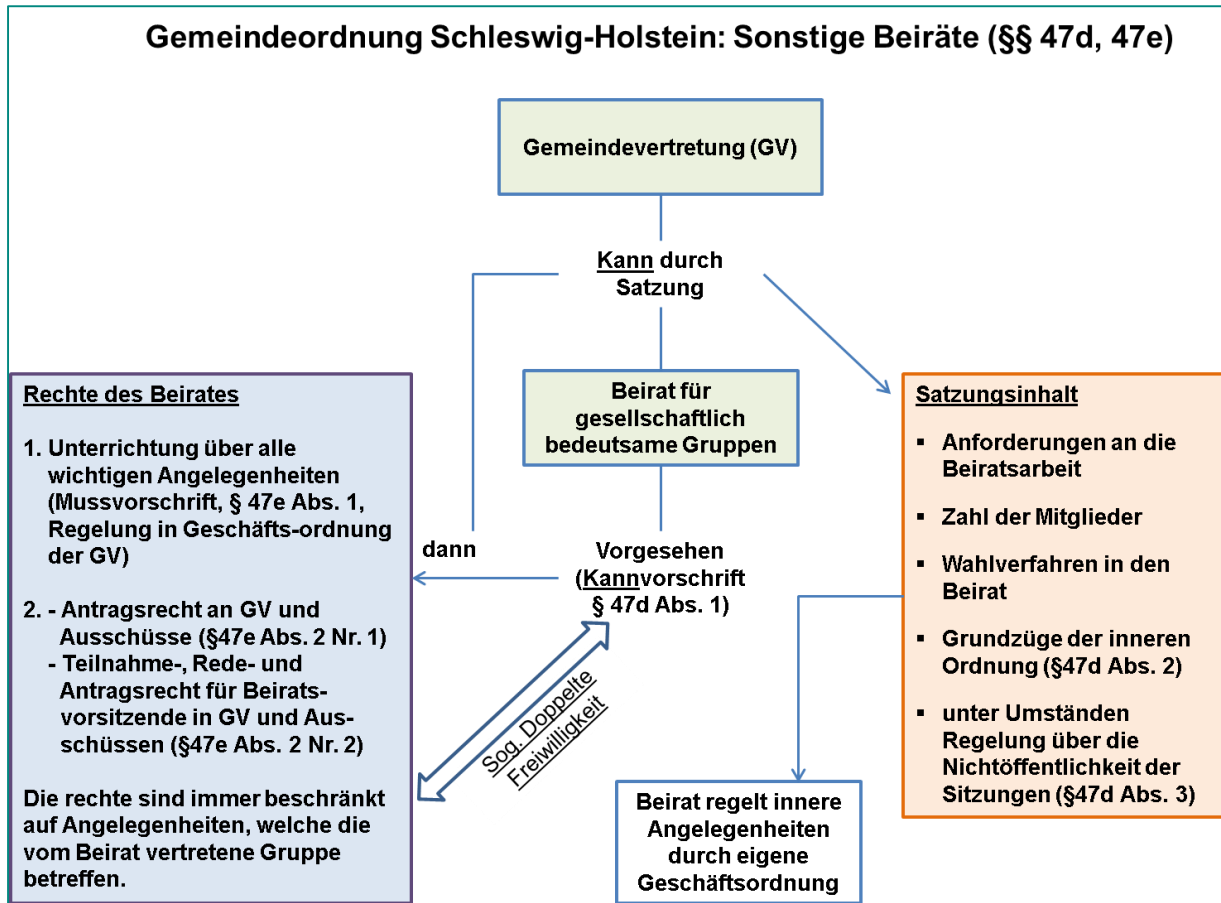 Gemeindeordnung Schleswig-Holstein: Sonstige Beiräte (§§ 47d, 47e)
Gemeindevertretung (GV)
Kann durch
Satzung
Beirat für
gesellschaftlich
bedeutsame Gruppen
dann
Vorgesehen
(Kannvorschrift
§ 47d Abs. 1)
Sog. Doppelte
Freiwilligkeit
Rechte des Beirates
1. Unterrichtung über alle
wichtigen Angelegenheiten
(Mussvorschrift, § 47e Abs. 1,
Regelung in Geschäfts-ordnung
der GV)
2. - Antragsrecht an GV und
Ausschüsse (§47e Abs. 2 Nr. 1)
- Teilnahme-, Rede- und
Antragsrecht für Beirats-
vorsitzende in GV und Aus-
schüssen (§47e Abs. 2 Nr. 2)
Die rechte sind immer beschränkt
auf Angelegenheiten, welche die
vom Beirat vertretene Gruppe
betreffen.
Satzungsinhalt
▪ Anforderungen an die
Beiratsarbeit
▪ Zahl der Mitglieder
▪ Wahlverfahren in den
Beirat
▪ Grundzüge der inneren
Ordnung (§47d Abs. 2)
▪ unter Umständen
Regelung über die
Nichtöffentlichkeit der
Sitzungen (§47d Abs. 3)
Beirat regelt innere
Angelegenheiten
durch eigene
Geschäftsordnung